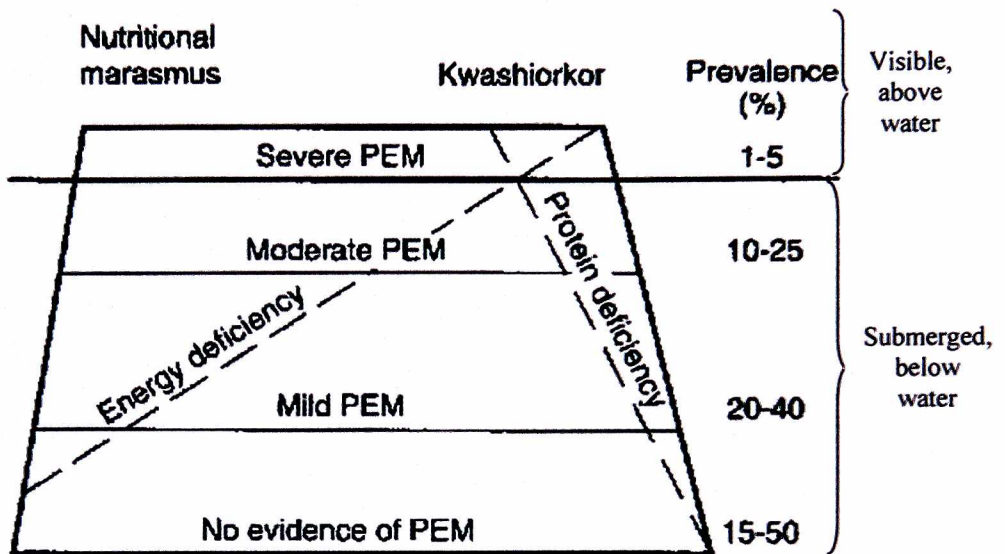 Nutritional
marasmus
Kwashiorkor
Prevalence
(%)
Visible,
above
water
Severe PEM
1-5
Moderate PEM
10-25
Protein deficiency
Energy deficiency
Submerged,
below
water
Mild PEM
20-40
No evidence of PEM
15-50